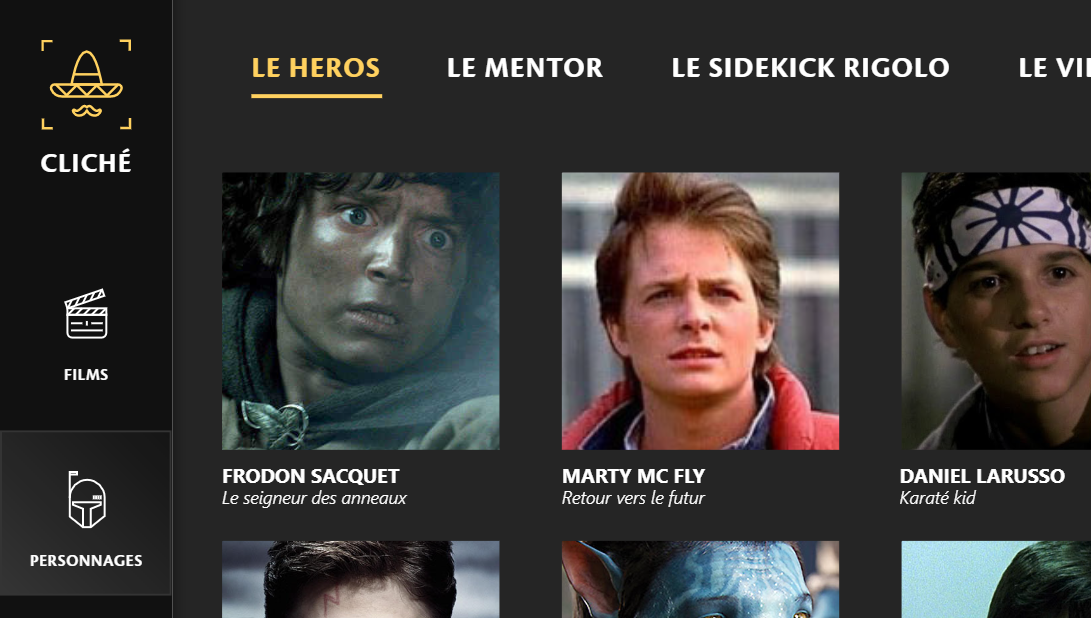 CLICHÉ
FILMS
PERSONNAGES
LE HEROS
LE MENTOR
LE SIDEKICK RIGOLO
LE VI
FRODON SACQUET
Le seigneur des anneaux
MARTY MC FLY
Retour vers le futur
DANIEL LARUSSO
Karaté kid